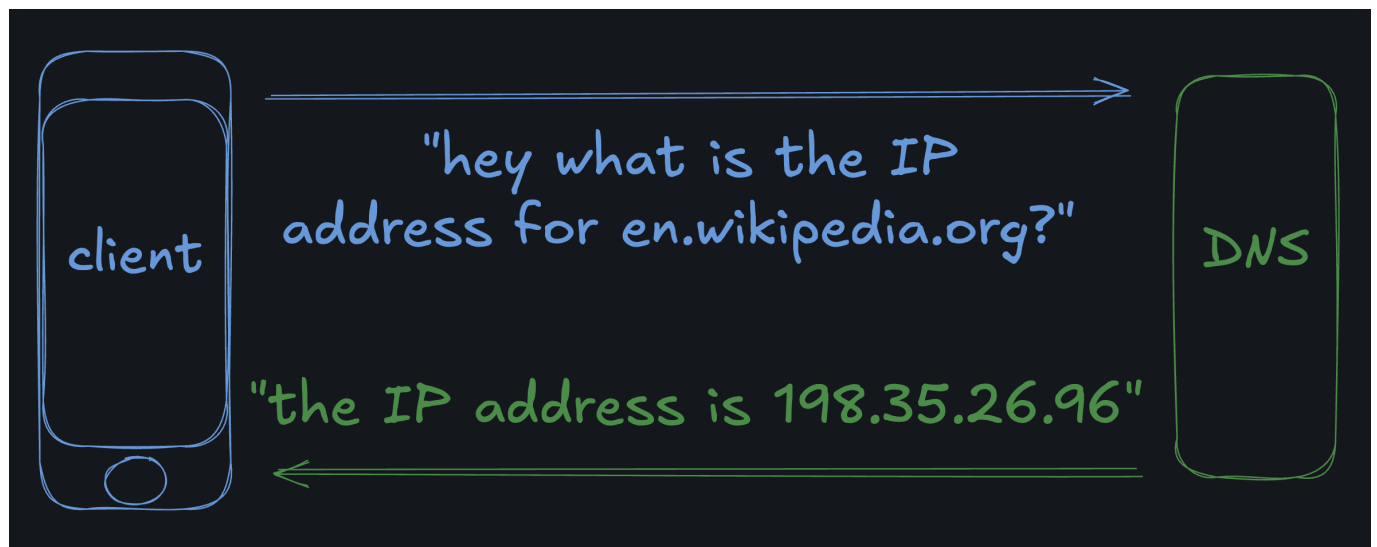 "hey what is the IP
address for en.wikipedia.org?"
client
DNS
"the IP address is 198.35.26.96"